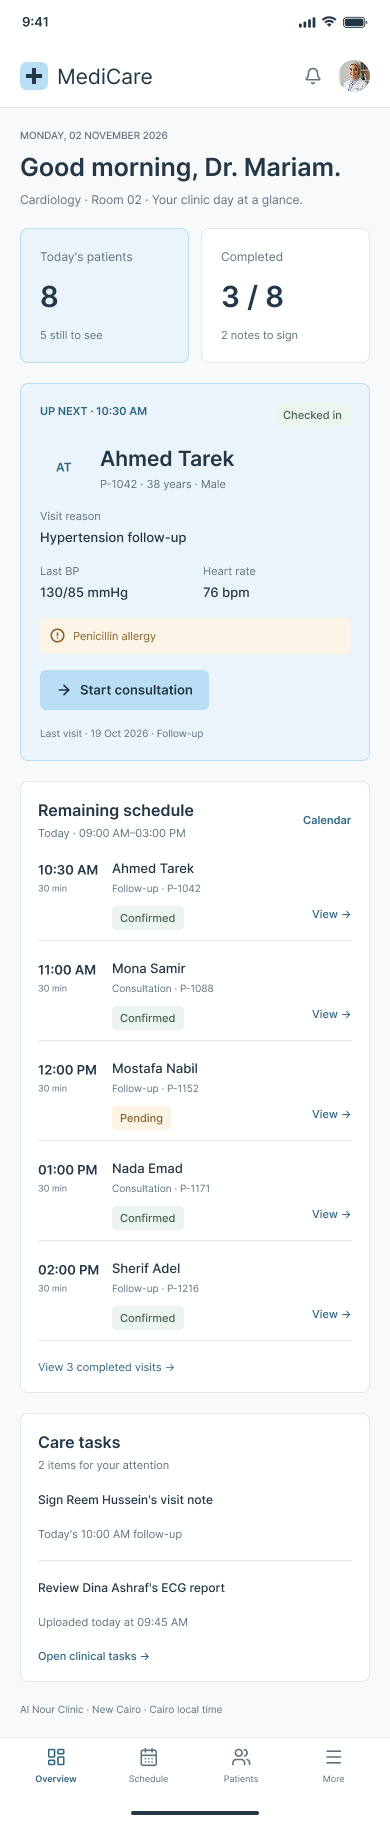 9:41
MediCare
MONDAY, 02 NOVEMBER 2026
Good morning, Dr. Mariam.
Cardiology · Room 02 · Your clinic day at a glance.
Today's patients
8
5 still to see
Completed
3 / 8
2 notes to sign
UP NEXT · 10:30 AM
Checked in
AT
Ahmed Tarek
P-1042 · 38 years · Male
Visit reason
Hypertension follow-up
Last BP
130/85 mmHg
Heart rate
76 bpm
Penicillin allergy
→ Start consultation
Last visit · 19 Oct 2026 · Follow-up
Remaining schedule
Today · 09:00 AM–03:00 PM
Calendar
10:30 AM
30 min
Ahmed Tarek
Follow-up · P-1042
Confirmed
View →
11:00 AM
30 min
Mona Samir
Consultation · P-1088
Confirmed
View →
12:00 PM
30 min
Mostafa Nabil
Follow-up · P-1152
Pending
View →
01:00 PM
30 min
Nada Emad
Consultation · P-1171
Confirmed
View →
02:00 PM
30 min
Sherif Adel
Follow-up · P-1216
Confirmed
View →
View 3 completed visits →
Care tasks
2 items for your attention
Sign Reem Hussein's visit note
Today's 10:00 AM follow-up
Review Dina Ashraf's ECG report
Uploaded today at 09:45 AM
Open clinical tasks →
Al Nour Clinic · New Cairo · Cairo local time
Overview
Schedule
Patients
More